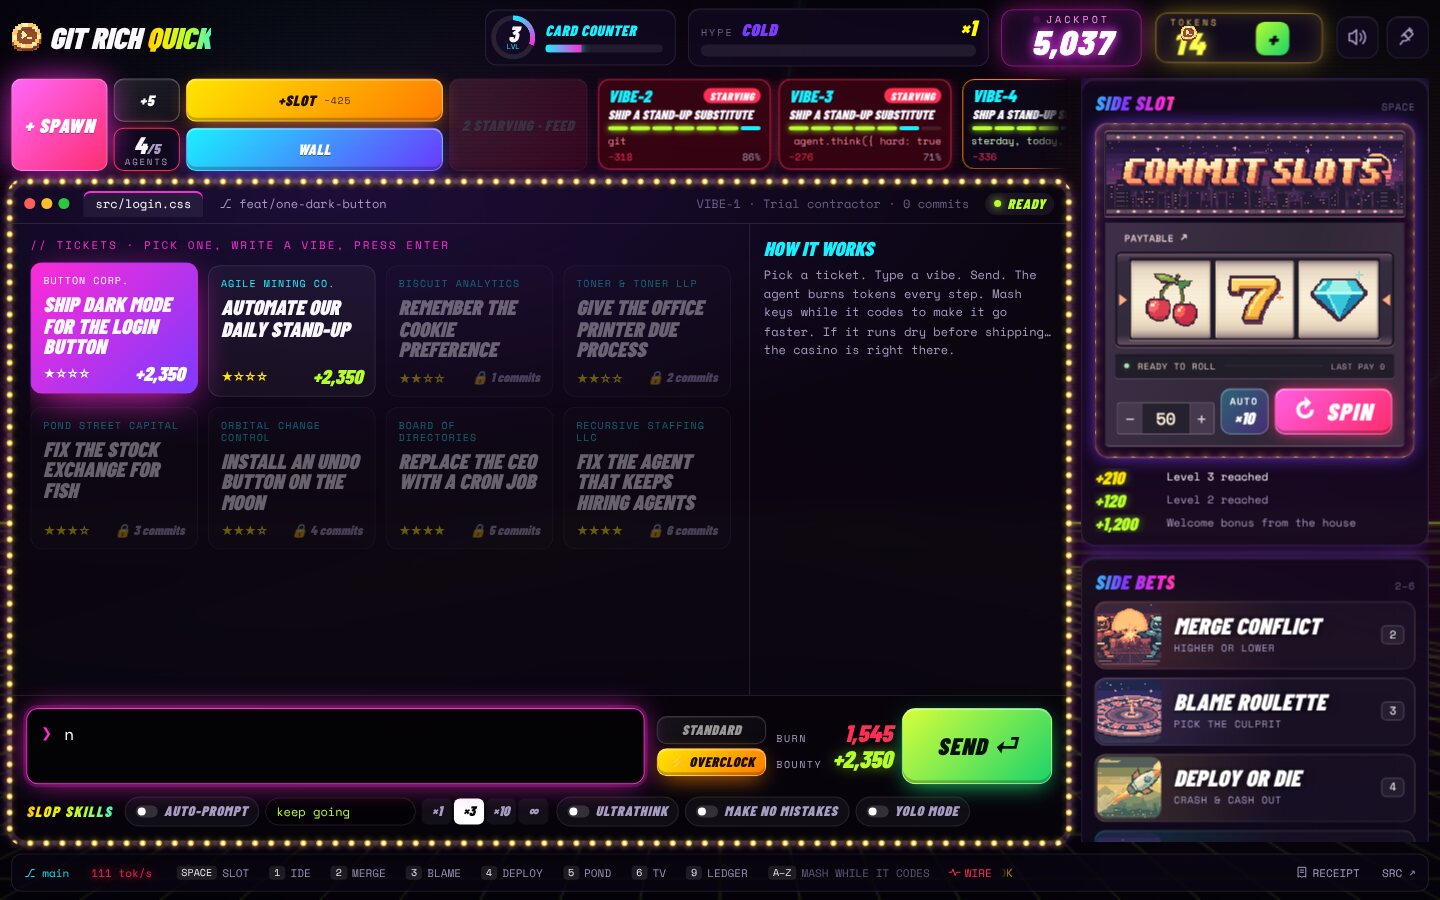 GIT RICH QUICK
3
LVL
CARD COUNTER
HYPE COLD ×1
JACKPOT
5,037
TOKENS
14
+
+ SPAWN
+5
4/5
AGENTS
+SLOT -425
WALL
2 STARVING · FEED
VIBE-2 STARVING
SHIP A STAND-UP SUBSTITUTE
git
-318 86%
VIBE-3 STARVING
SHIP A STAND-UP SUBSTITUTE
agent.think({ hard: true
-276 71%
VIBE-4
SHIP A STAND-UP S
sterday, today,
-336
src/login.css
feat/one-dark-button
VIBE-1 · Trial contractor · 0 commits
READY
// TICKETS · PICK ONE, WRITE A VIBE, PRESS ENTER
BUTTON CORP.
SHIP DARK MODE
FOR THE LOGIN
BUTTON
★☆☆☆ +2,350
AGILE MINING CO.
AUTOMATE OUR
DAILY STAND-UP
★☆☆☆ +2,350
BISCUIT ANALYTICS
REMEMBER THE
COOKIE
PREFERENCE
★★☆☆ 🔒 1 commits
TONER & TONER LLP
GIVE THE OFFICE
PRINTER DUE
PROCESS
★★☆☆ 🔒 2 commits
POND STREET CAPITAL
FIX THE STOCK
EXCHANGE FOR
FISH
★★★☆ 🔒 3 commits
ORBITAL CHANGE
CONTROL
INSTALL AN UNDO
BUTTON ON THE
MOON
★★★☆ 🔒 4 commits
BOARD OF
DIRECTORIES
REPLACE THE CEO
WITH A CRON JOB
★★★★ 🔒 5 commits
RECURSIVE STAFFING
LLC
FIX THE AGENT
THAT KEEPS
HIRING AGENTS
★★★★ 🔒 6 commits
HOW IT WORKS
Pick a ticket. Type a vibe. Send. The
agent burns tokens every step. Mash
keys while it codes to make it go
faster. If it runs dry before shipping…
the casino is right there.
❯ n
STANDARD
OVERCLOCK
BURN 1,545
BOUNTY +2,350
SEND ⏎
SLOP SKILLS
AUTO-PROMPT
keep going
×1 ×3 ×10 ∞
ULTRATHINK
MAKE NO MISTAKES
YOLO MODE
SIDE SLOT SPACE
COMMIT SLOTS
PAYTABLE ↗
7
READY TO ROLL LAST PAY 0
− 50 +
AUTO
×10
SPIN
+210 Level 3 reached
+120 Level 2 reached
+1,200 Welcome bonus from the house
SIDE BETS 2-6
MERGE CONFLICT
HIGHER OR LOWER
2
BLAME ROULETTE
PICK THE CULPRIT
3
DEPLOY OR DIE
CRASH & CASH OUT
4
main
111 tok/s
SPACE SLOT
1 IDE
2 MERGE
3 BLAME
4 DEPLOY
5 POND
6 TV
9 LEDGER
A–Z MASH WHILE IT CODES
WIRE
RECEIPT
SRC ↗